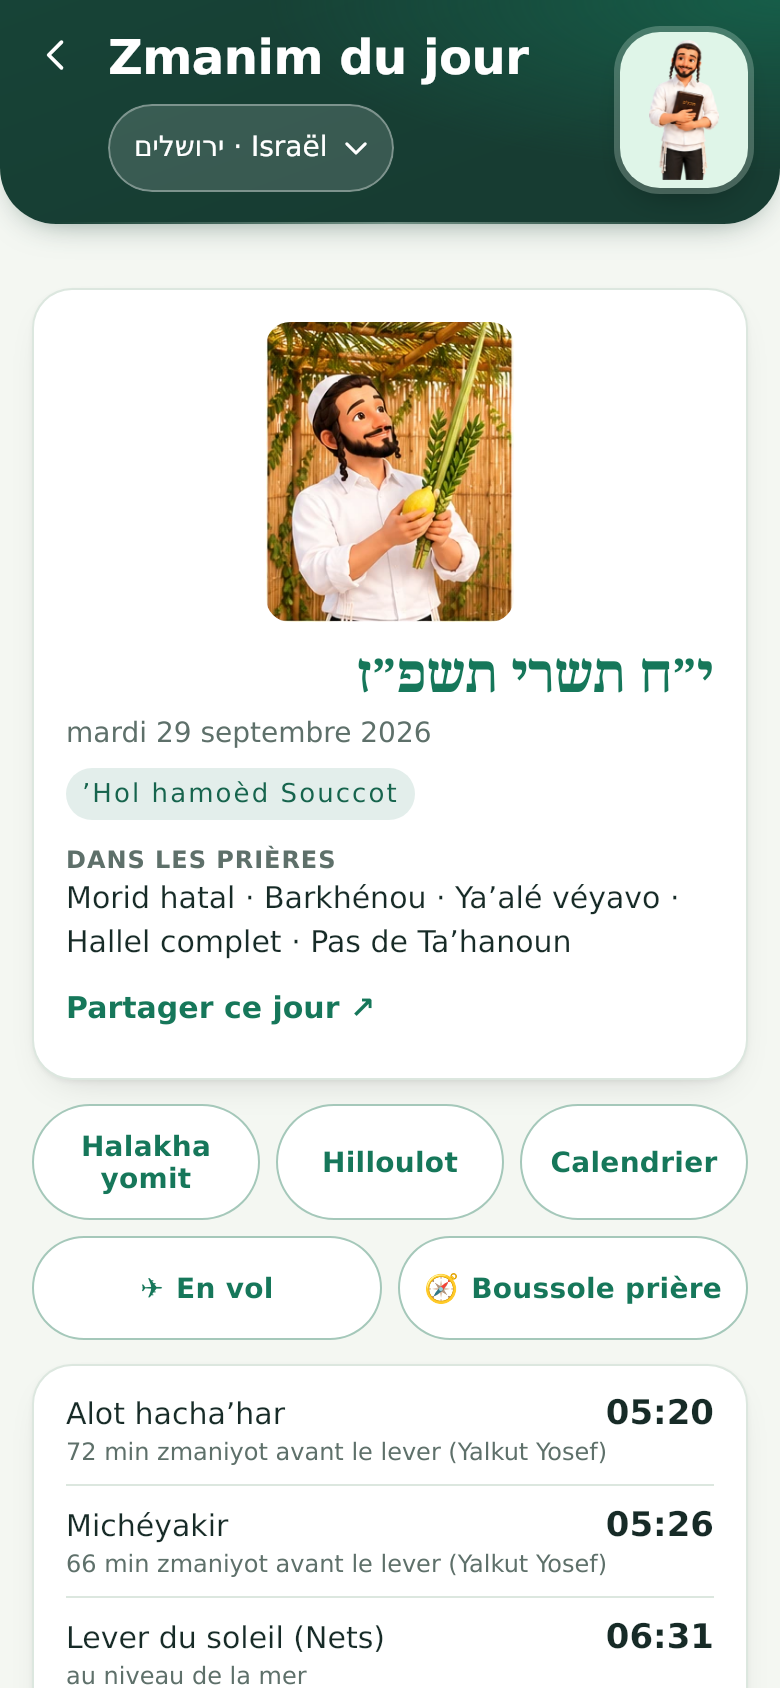 Zmanim du jour
ירושלים · Israël
י״ח תשרי תשפ״ז
mardi 29 septembre 2026
’Hol hamoèd Souccot
DANS LES PRIÈRES
Morid hatal · Barkhénou · Ya’alé véyavo ·
Hallel complet · Pas de Ta’hanoun
Partager ce jour ↗
Halakha
yomit
Hilloulot
Calendrier
✈ En vol
🧭 Boussole prière
Alot hacha’har 05:20
72 min zmaniyot avant le lever (Yalkut Yosef)
Michéyakir 05:26
66 min zmaniyot avant le lever (Yalkut Yosef)
Lever du soleil (Nets) 06:31
au niveau de la mer